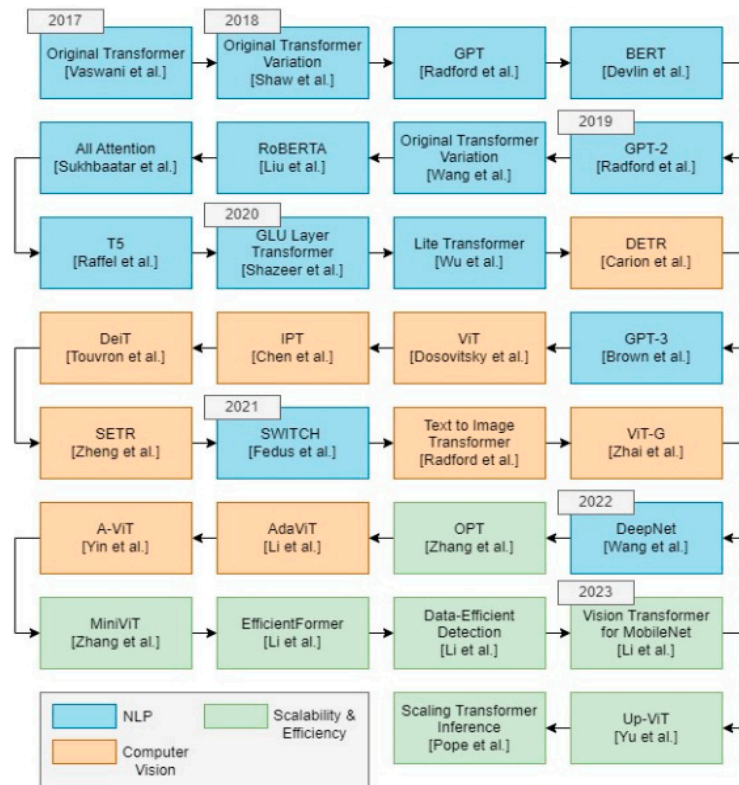 2017
Original Transformer
[Vaswani et al.]
2018
Original Transformer
Variation
[Shaw et al.]
GPT
[Radford et al.]
BERT
[Devlin et al.]
All Attention
[Sukhbaatar et al.]
RoBERTA
[Liu et al.]
Original Transformer
Variation
[Wang et al.]
2019
GPT-2
[Radford et al.]
T5
[Raffel et al.]
2020
GLU Layer
Transformer
[Shazeer et al.]
Lite Transformer
[Wu et al.]
DETR
[Carion et al.]
DeiT
[Touvron et al.]
IPT
[Chen et al.]
ViT
[Dosovitsky et al.]
GPT-3
[Brown et al.]
SETR
[Zheng et al.]
2021
SWITCH
[Fedus et al.]
Text to Image
Transformer
[Radford et al.]
ViT-G
[Zhai et al.]
A-ViT
[Yin et al.]
AdaViT
[Li et al.]
OPT
[Zhang et al.]
2022
DeepNet
[Wang et al.]
MiniViT
[Zhang et al.]
EfficientFormer
[Li et al.]
Data-Efficient
Detection
[Li et al.]
2023
Vision Transformer
for MobileNet
[Li et al.]
NLP
Scalability &
Efficiency
Computer
Vision
Scaling Transformer
Inference
[Pope et al.]
Up-ViT
[Yu et al.]